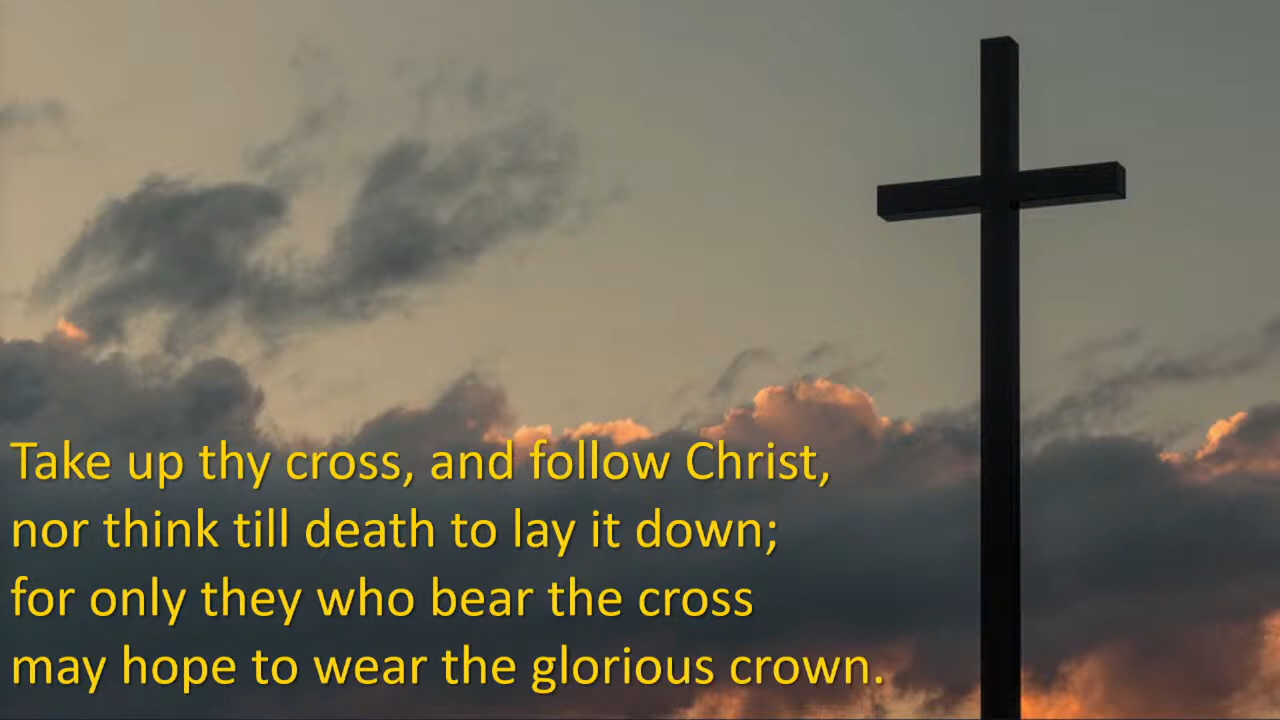 Take up thy cross, and follow Christ,
nor think till death to lay it down;
for only they who bear the cross
may hope to wear the glorious crown.